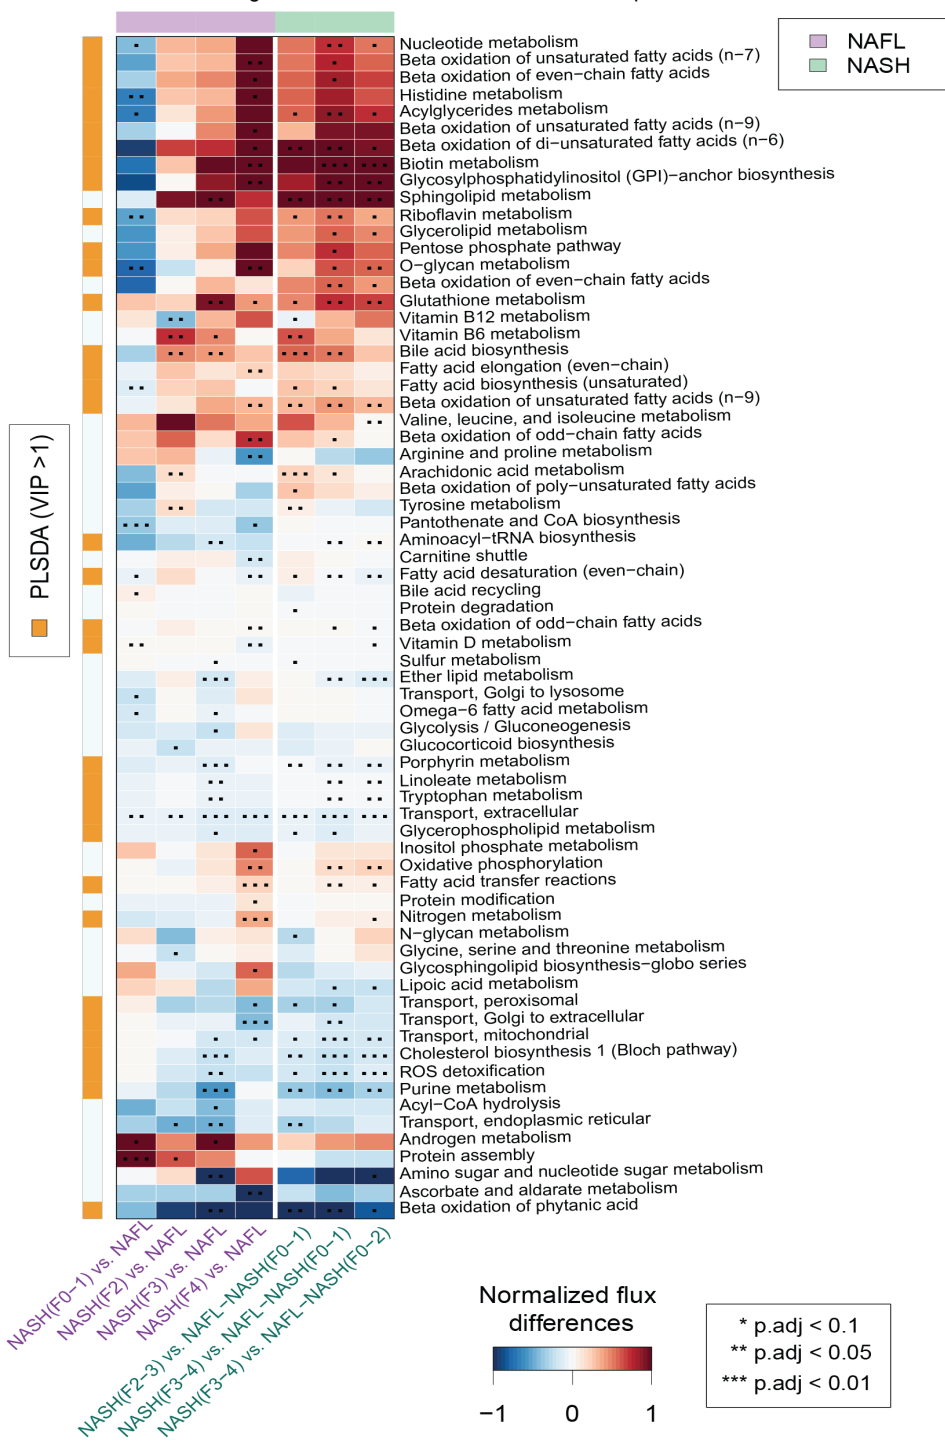 NAFL
NASH
Nucleotide metabolism
Beta oxidation of unsaturated fatty acids (n−7)
Beta oxidation of even−chain fatty acids
Histidine metabolism
Acylglycerides metabolism
Beta oxidation of unsaturated fatty acids (n−9)
Beta oxidation of di−unsaturated fatty acids (n−6)
Biotin metabolism
Glycosylphosphatidylinositol (GPI)−anchor biosynthesis
Sphingolipid metabolism
Riboflavin metabolism
Glycerolipid metabolism
Pentose phosphate pathway
O−glycan metabolism
Beta oxidation of even−chain fatty acids
Glutathione metabolism
Vitamin B12 metabolism
Vitamin B6 metabolism
Bile acid biosynthesis
Fatty acid elongation (even−chain)
Fatty acid biosynthesis (unsaturated)
Beta oxidation of unsaturated fatty acids (n−9)
Valine, leucine, and isoleucine metabolism
Beta oxidation of odd−chain fatty acids
Arginine and proline metabolism
Arachidonic acid metabolism
Beta oxidation of poly−unsaturated fatty acids
Tyrosine metabolism
Pantothenate and CoA biosynthesis
Aminoacyl−tRNA biosynthesis
Carnitine shuttle
Fatty acid desaturation (even−chain)
Bile acid recycling
Protein degradation
Beta oxidation of odd−chain fatty acids
Vitamin D metabolism
Sulfur metabolism
Ether lipid metabolism
Transport, Golgi to lysosome
Omega−6 fatty acid metabolism
Glycolysis / Gluconeogenesis
Glucocorticoid biosynthesis
Porphyrin metabolism
Linoleate metabolism
Tryptophan metabolism
Transport, extracellular
Glycerophospholipid metabolism
Inositol phosphate metabolism
Oxidative phosphorylation
Fatty acid transfer reactions
Protein modification
Nitrogen metabolism
N−glycan metabolism
Glycine, serine and threonine metabolism
Glycosphingolipid biosynthesis−globo series
Lipoic acid metabolism
Transport, peroxisomal
Transport, Golgi to extracellular
Transport, mitochondrial
Cholesterol biosynthesis 1 (Bloch pathway)
ROS detoxification
Purine metabolism
Acyl−CoA hydrolysis
Transport, endoplasmic reticular
Androgen metabolism
Protein assembly
Amino sugar and nucleotide sugar metabolism
Ascorbate and aldarate metabolism
Beta oxidation of phytanic acid
PLSDA (VIP >1)
NASH(F0−1) vs. NAFL
NASH(F2) vs. NAFL
NASH(F3) vs. NAFL
NASH(F4) vs. NAFL
NASH(F2−3) vs. NAFL−NASH(F0−1)
NASH(F3−4) vs. NAFL−NASH(F0−1)
NASH(F3−4) vs. NAFL−NASH(F0−2)
Normalized flux
differences
−1 0 1
* p.adj < 0.1
** p.adj < 0.05
*** p.adj < 0.01